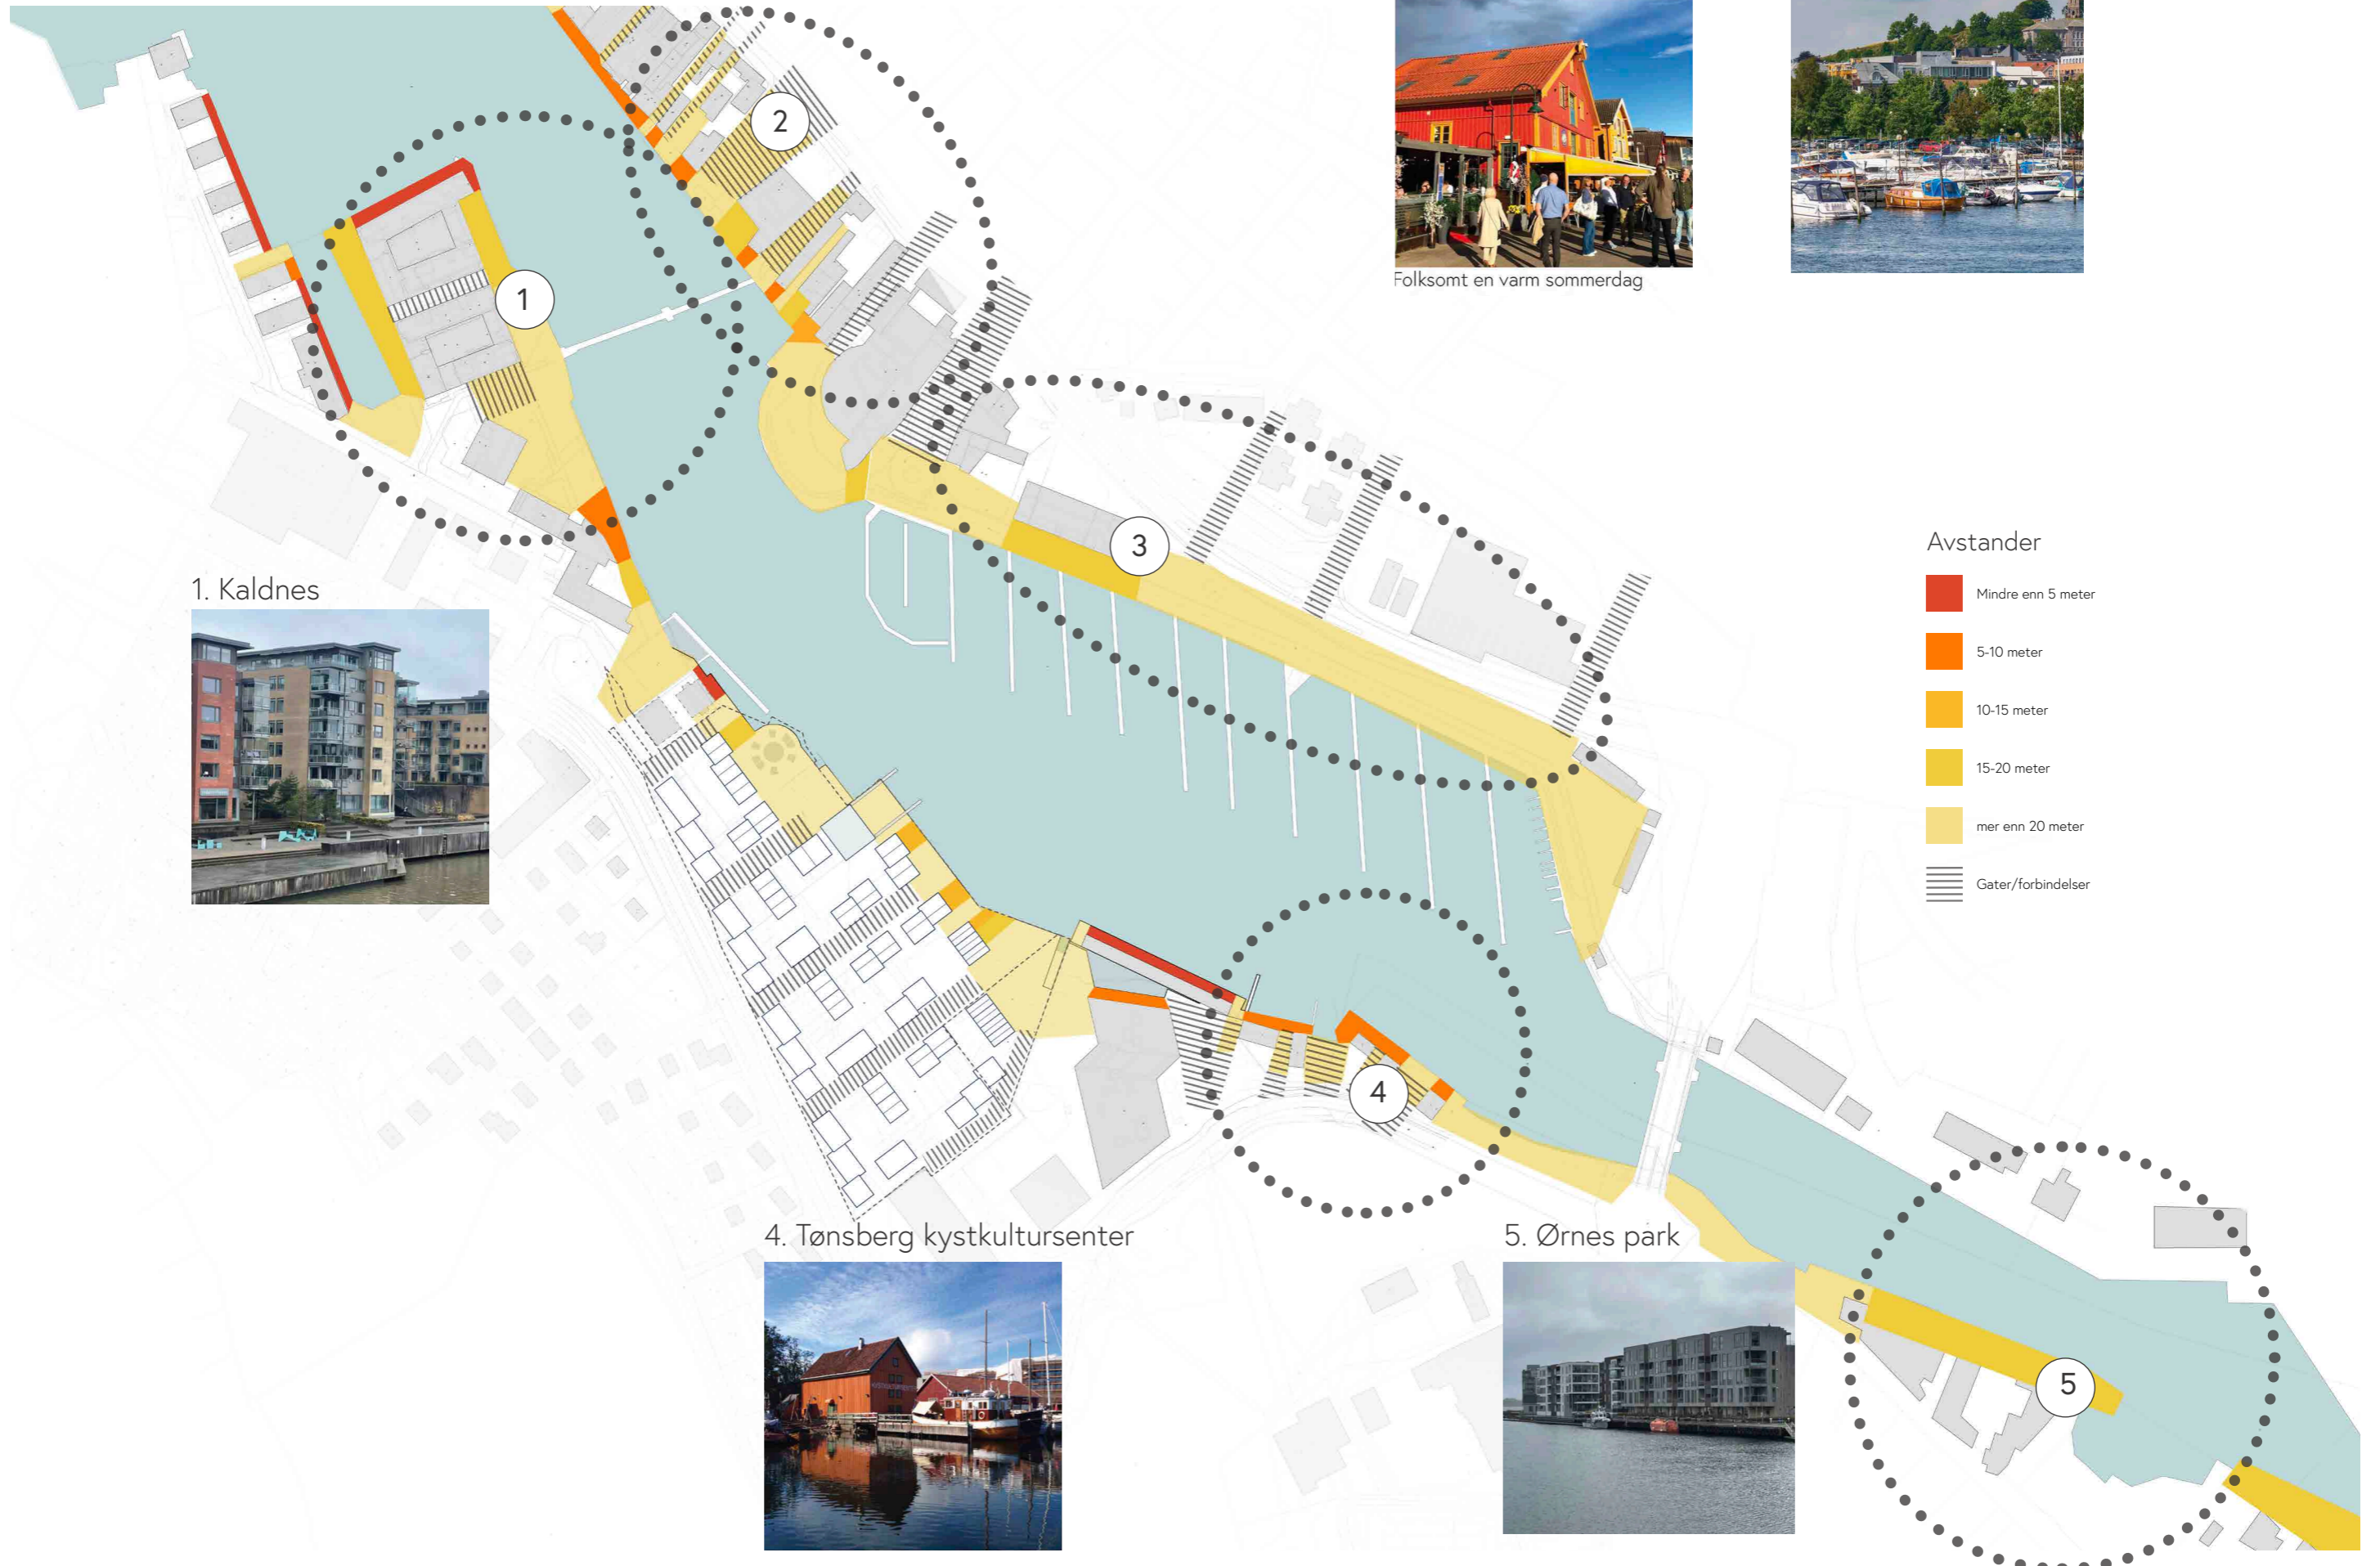 2
Folksomt en varm sommerdag
1
3
Avstander
Mindre enn 5 meter
5-10 meter
10-15 meter
15-20 meter
mer enn 20 meter
Gater/forbindelser
1. Kaldnes
4
4. Tønsberg kystkultursenter
5. Ørnes park
5